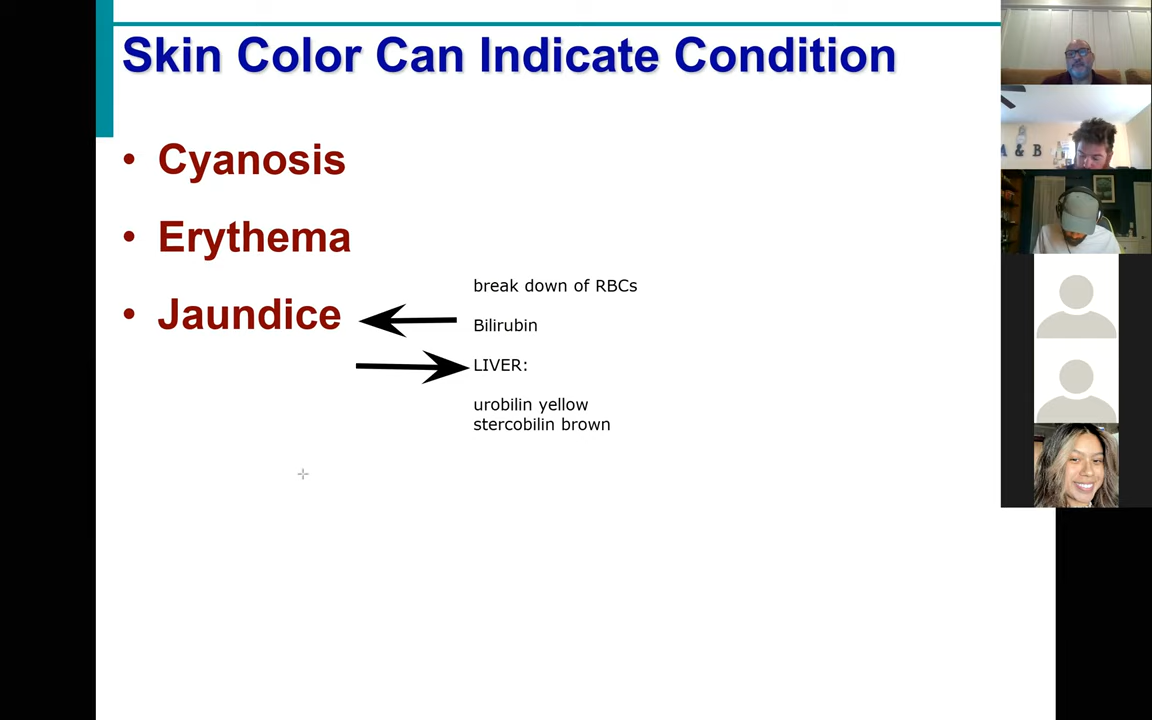 Skin Color Can Indicate Condition
• Cyanosis
• Erythema
• Jaundice
break down of RBCs
Bilirubin
LIVER:
urobilin yellow
stercobilin brown
A & B